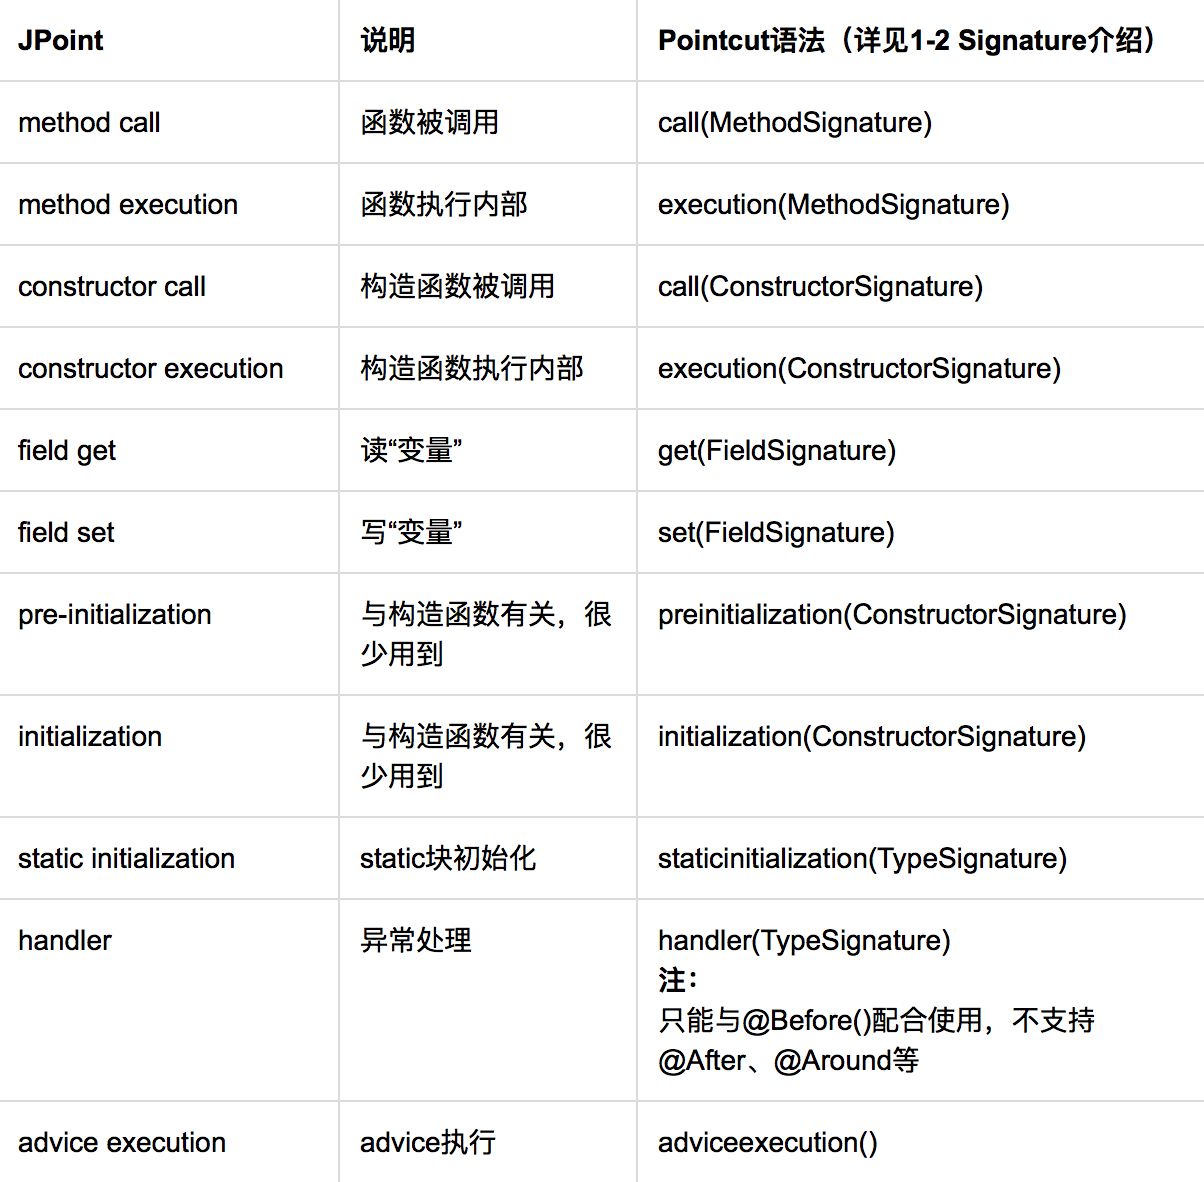 JPoint 说明 Pointcut语法（详见1-2 Signature介绍）
method call 函数被调用 call(MethodSignature)
method execution 函数执行内部 execution(MethodSignature)
constructor call 构造函数被调用 call(ConstructorSignature)
constructor execution 构造函数执行内部 execution(ConstructorSignature)
field get 读“变量” get(FieldSignature)
field set 写“变量” set(FieldSignature)
pre-initialization 与构造函数有关，很 preinitialization(ConstructorSignature)
少用到
initialization 与构造函数有关，很 initialization(ConstructorSignature)
少用到
static initialization static块初始化 staticinitialization(TypeSignature)
handler 异常处理 handler(TypeSignature)
注：
只能与@Before()配合使用，不支持
@After、@Around等
advice execution advice执行 adviceexecution()